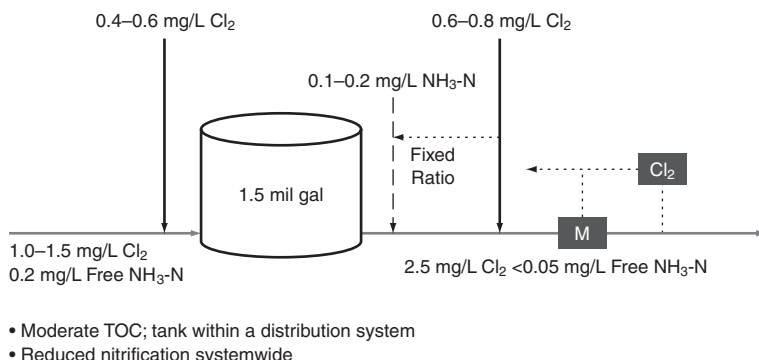 0.4–0.6 mg/L Cl₂
0.6–0.8 mg/L Cl₂
0.1–0.2 mg/L NH₃-N
Fixed
Ratio
1.5 mil gal
Cl₂
M
1.0–1.5 mg/L Cl₂
0.2 mg/L Free NH₃-N
2.5 mg/L Cl₂ <0.05 mg/L Free NH₃-N
• Moderate TOC; tank within a distribution system
• Reduced nitrification systemwide